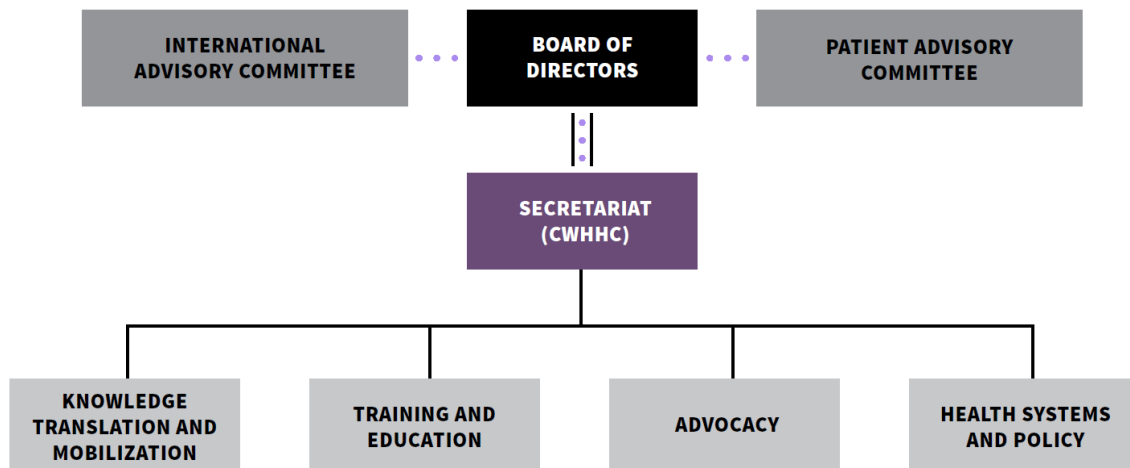 INTERNATIONAL
ADVISORY COMMITTEE
BOARD OF
DIRECTORS
PATIENT ADVISORY
COMMITTEE
SECRETARIAT
(CWHHC)
KNOWLEDGE
TRANSLATION AND
MOBILIZATION
TRAINING AND
EDUCATION
ADVOCACY
HEALTH SYSTEMS
AND POLICY